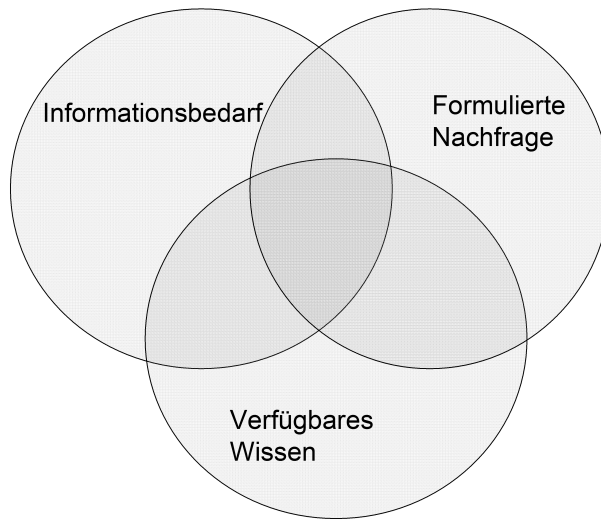 Informationsbedarf
Formulierte
Nachfrage
Verfügbares
Wissen